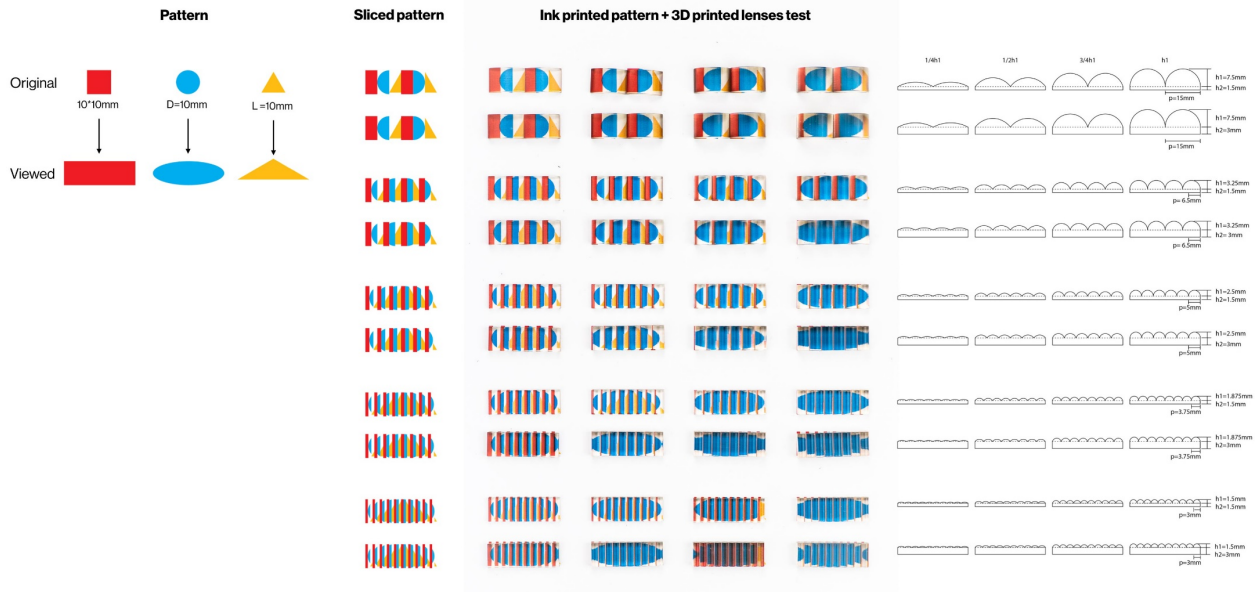 Pattern
Sliced pattern
Ink printed pattern + 3D printed lenses test
Original
10*10mm
D=10mm
L =10mm
Viewed
1/4h1
1/2h1
3/4h1
h1
h1=7.5mm
h2=1.5mm
p=15mm
h1=7.5mm
h2=3mm
p=15mm
h1=3.25mm
h2=1.5mm
p= 6.5mm
h1=3.25mm
h2= 3mm
p= 6.5mm
h1=2.5mm
h2=1.5mm
p=5mm
h1=2.5mm
h2=3mm
p=5mm
h1=1.875mm
h2=1.5mm
p=3.75mm
h1=1.875mm
h2=3mm
p=3.75mm
h1=1.5mm
h2=1.5mm
p=3mm
h1=1.5mm
h2=3mm
p=3mm